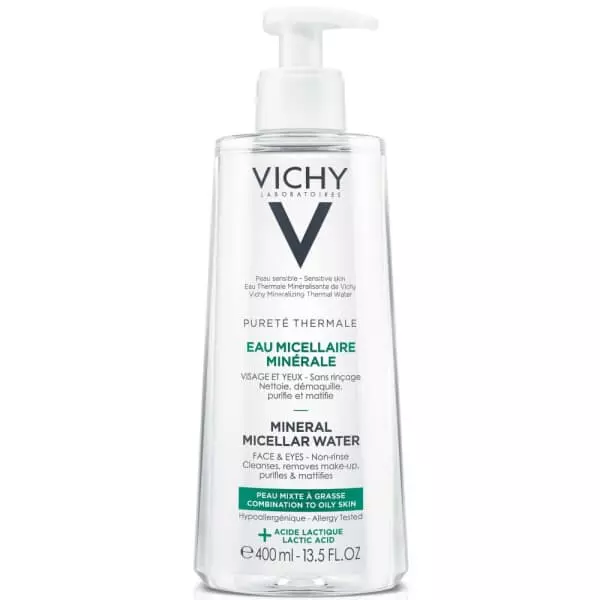 VICHY
LABORATOIRES
V
Peau sensible - Sensitive skin
Eau Thermale Minéralisante de Vichy
Vichy Mineralizing Thermal Water
PURETÉ THERMALE
EAU MICELLAIRE
MINÉRALE
VISAGE ET YEUX - Sans rinçage
Nettoie, démaquille,
purifie et matifie
MINERAL
MICELLAR WATER
FACE & EYES - Non-rinse
Cleanses, removes make-up,
purifies & mattifies
PEAU MIXTE À GRASSE
COMBINATION TO OILY SKIN
Hypoallergénique - Allergy Tested
+ ACIDE LACTIQUE
LACTIC ACID
℮ 400 ml - 13.5 FL.OZ